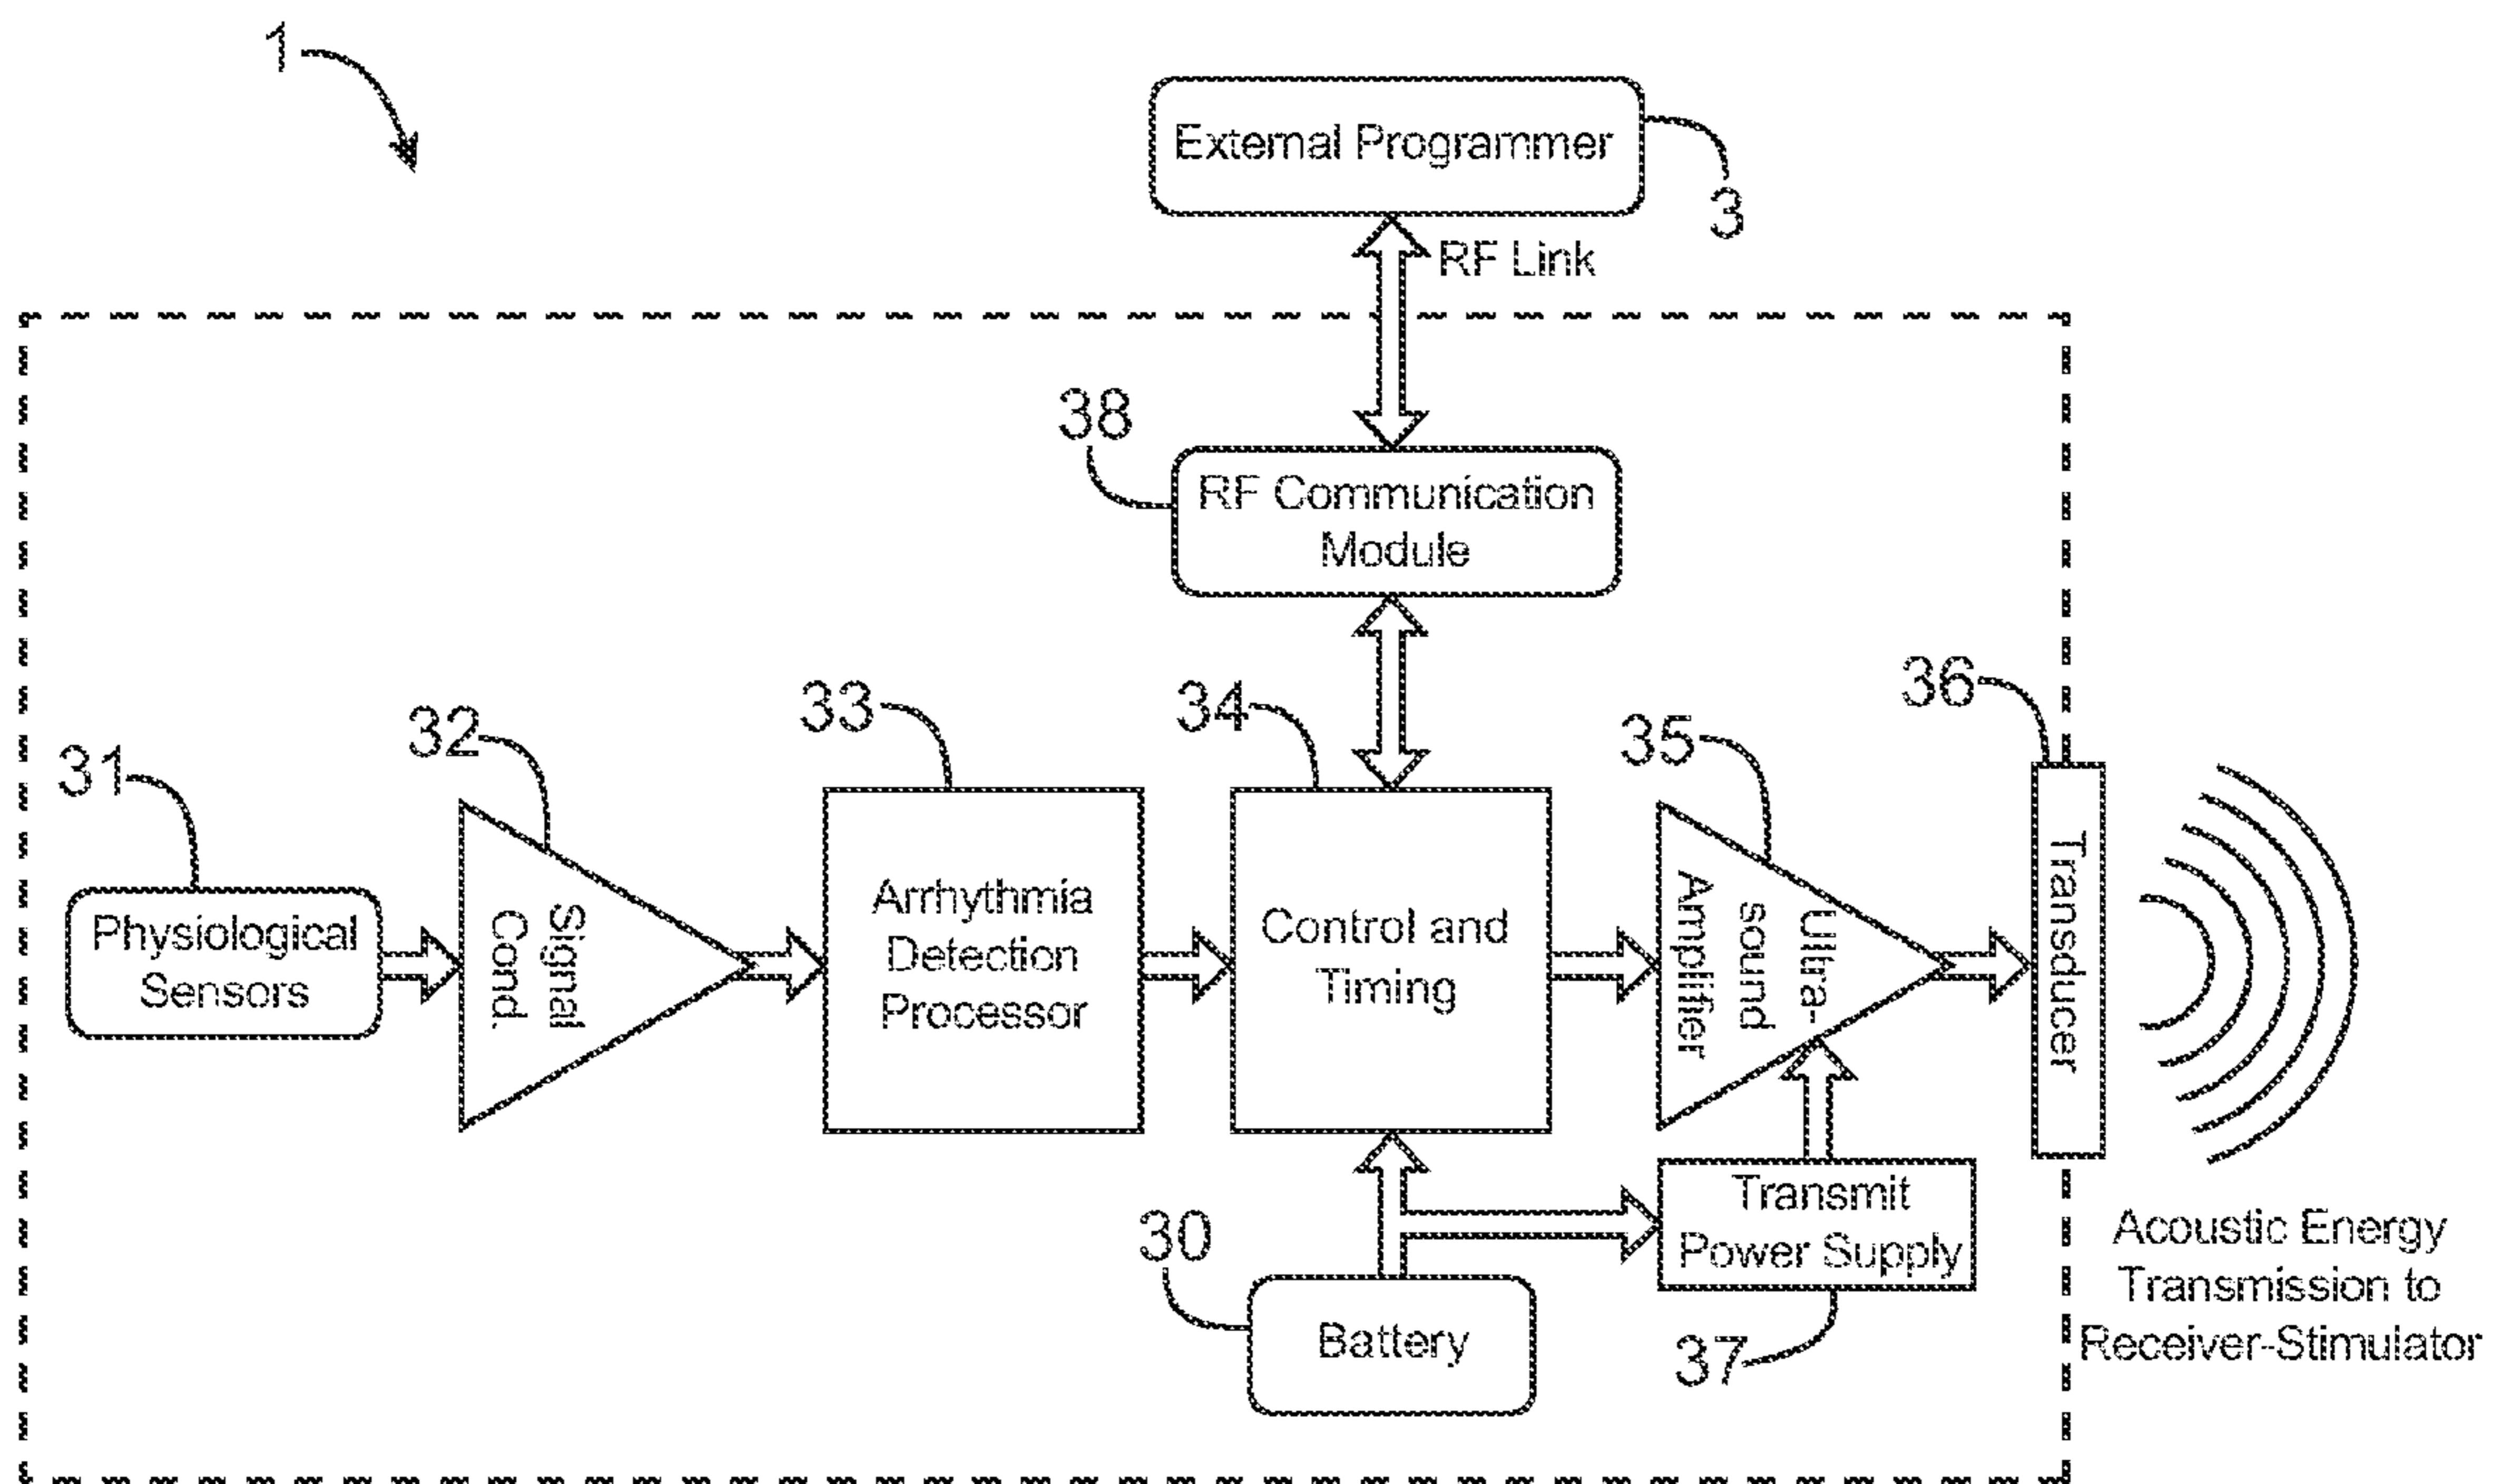 1
External Programmer
3
RF Link
38
RF Communication
Module
31
32
33
34
35
36
Physiological
Sensors
Signal
Cond.
Arrhythmia
Detection
Processor
Control and
Timing
Ultra-
sound
Amplifier
Transducer
30
Battery
Transmit
Power Supply
37
Acoustic Energy
Transmission to
Receiver-Stimulator